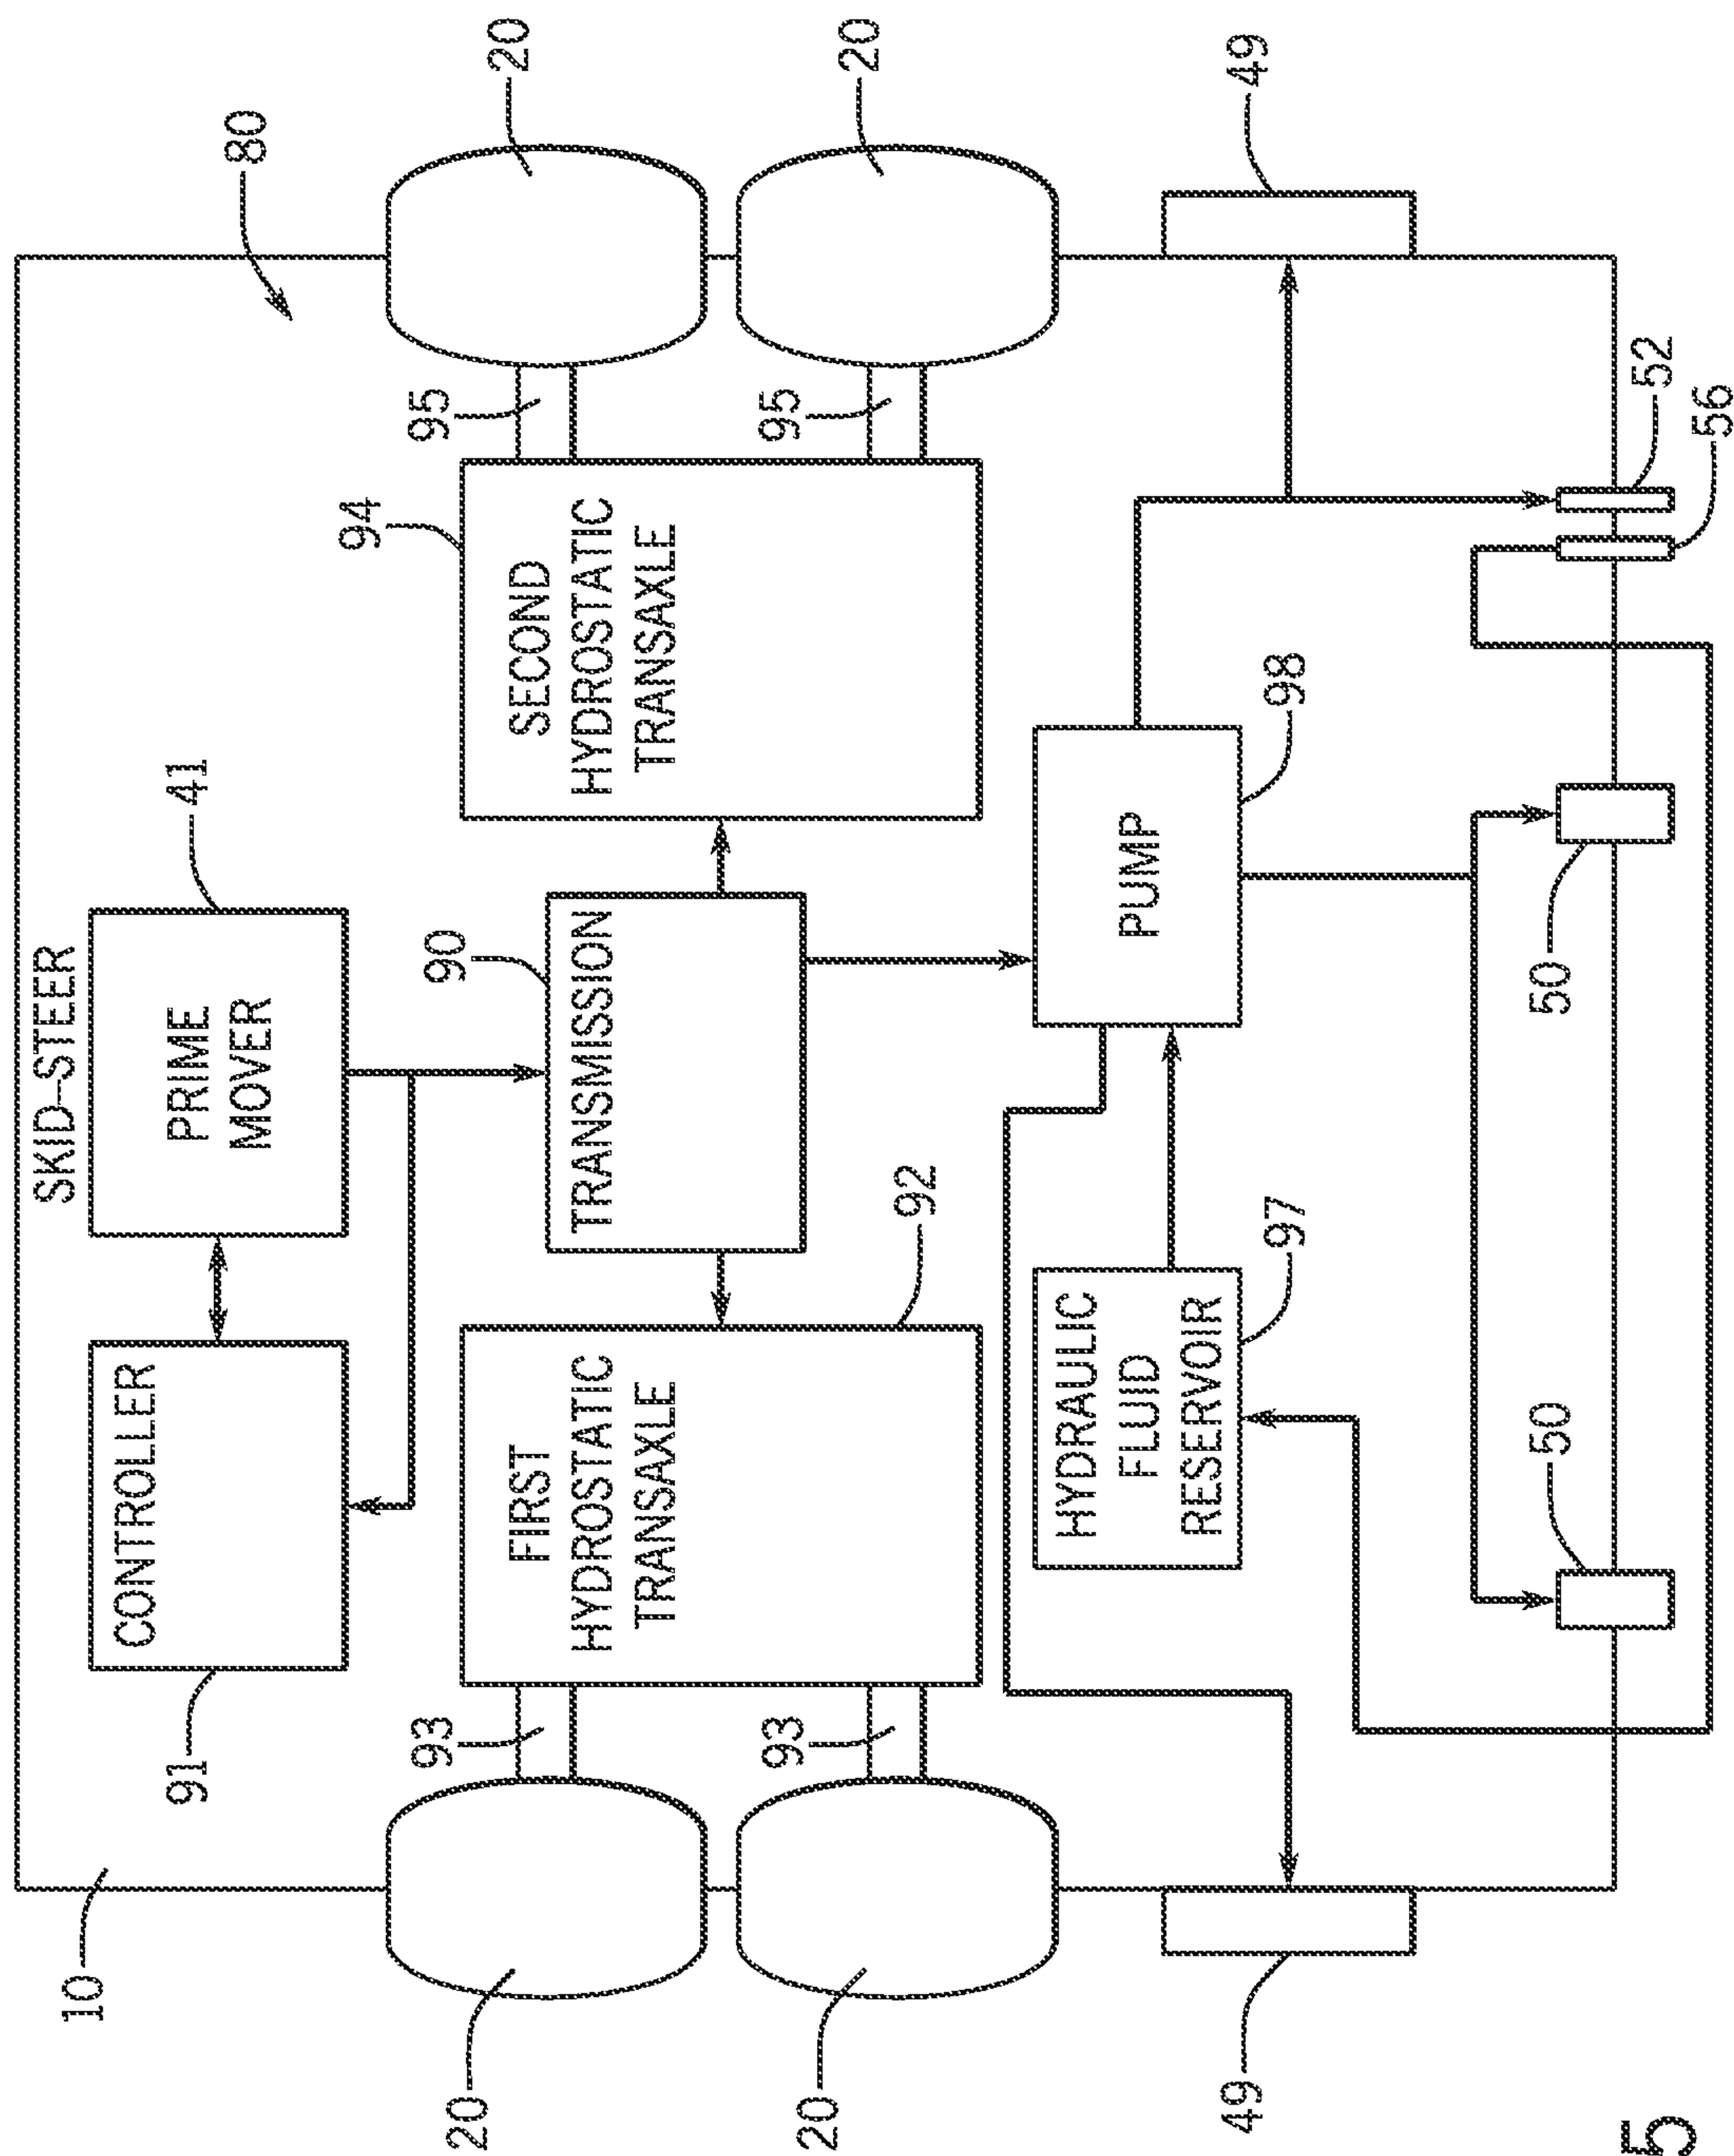 SKID-STEER
10
CONTROLLER
91
PRIME
MOVER
41
80
94
20
93
90
95
20
FIRST
HYDROSTATIC
TRANSAXLE
TRANSMISSION
SECOND
HYDROSTATIC
TRANSAXLE
20
93
95
20
92
HYDRAULIC
FLUID
RESERVOIR
PUMP
49
97
98
49
50
50
52
56
5